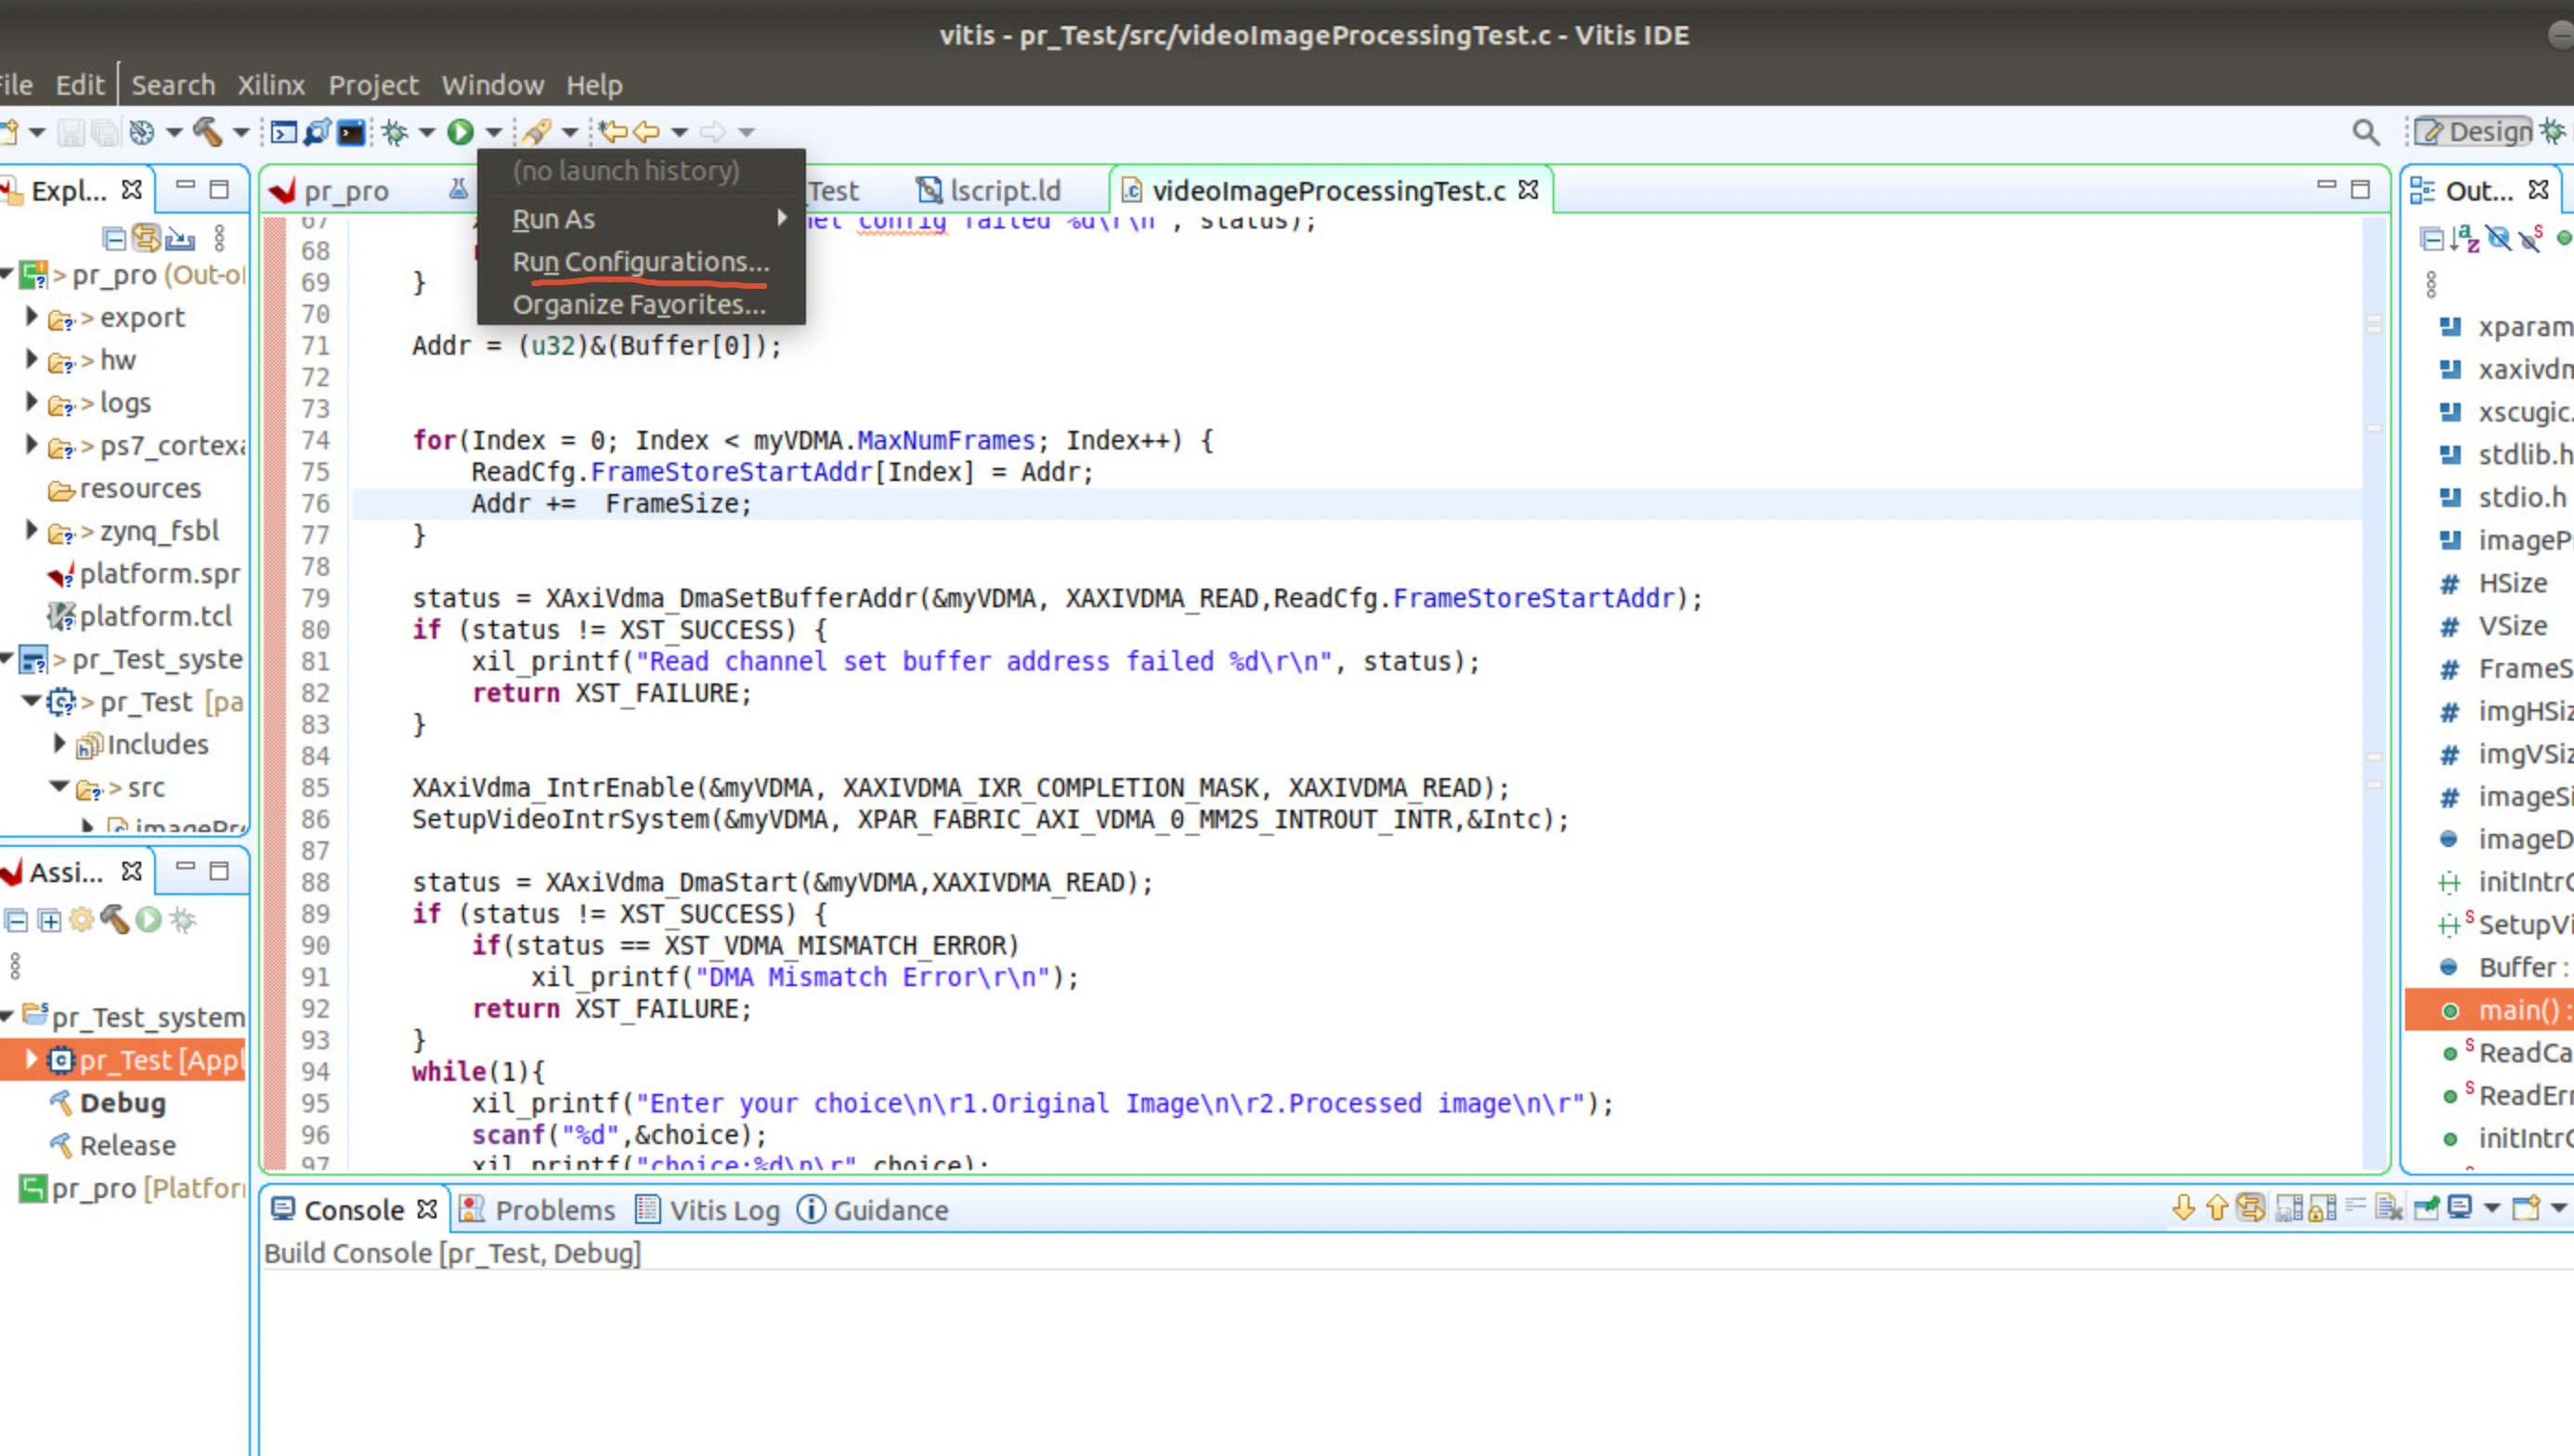 vitis - pr_Test/src/videoImageProcessingTest.c - Vitis IDE
File Edit Search Xilinx Project Window Help
Design
Expl...
pr_pro
Test
lscript.ld
videoImageProcessingTest.c
Out...
(no launch history)
Run As
Run Configurations...
Organize Favorites...
> pr_pro (Out-of
> export
> hw
> logs
> ps7_cortexa
resources
> zynq_fsbl
platform.spr
platform.tcl
> pr_Test_syste
> pr_Test [pa
Includes
> src
imagePr
67 config failed %d\r\n", status);
68
69 }
70
71 Addr = (u32)&(Buffer[0]);
72
73
74 for(Index = 0; Index < myVDMA.MaxNumFrames; Index++) {
75 ReadCfg.FrameStoreStartAddr[Index] = Addr;
76 Addr +=  FrameSize;
77 }
78
79 status = XAxiVdma_DmaSetBufferAddr(&myVDMA, XAXIVDMA_READ,ReadCfg.FrameStoreStartAddr);
80 if (status != XST_SUCCESS) {
81 xil_printf("Read channel set buffer address failed %d\r\n", status);
82 return XST_FAILURE;
83 }
84
85 XAxiVdma_IntrEnable(&myVDMA, XAXIVDMA_IXR_COMPLETION_MASK, XAXIVDMA_READ);
86 SetupVideoIntrSystem(&myVDMA, XPAR_FABRIC_AXI_VDMA_0_MM2S_INTROUT_INTR,&Intc);
87
88 status = XAxiVdma_DmaStart(&myVDMA,XAXIVDMA_READ);
89 if (status != XST_SUCCESS) {
90 if(status == XST_VDMA_MISMATCH_ERROR)
91 xil_printf("DMA Mismatch Error\r\n");
92 return XST_FAILURE;
93 }
94 while(1){
95 xil_printf("Enter your choice\n\r1.Original Image\n\r2.Processed image\n\r");
96 scanf("%d",&choice);
97 xil_printf("choice:%d\n\r",choice);
xparam
xaxivdm
xscugic.
stdlib.h
stdio.h
imageP
HSize
VSize
FrameS
imgHSiz
imgVSiz
imageSi
imageD
initIntrC
SetupVi
Buffer :
main() :
ReadCa
ReadErr
initIntrC
Assi...
pr_Test_system
pr_Test [Appl
Debug
Release
pr_pro [Platfor
Console
Problems
Vitis Log
Guidance
Build Console [pr_Test, Debug]